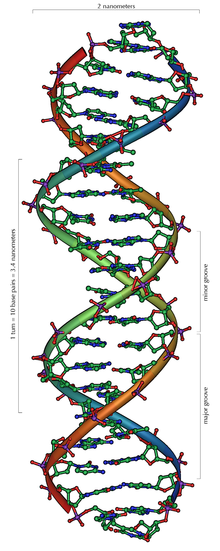 2 nanometers
1 turn = 10 base pairs = 3.4 nanometers
minor groove
major groove